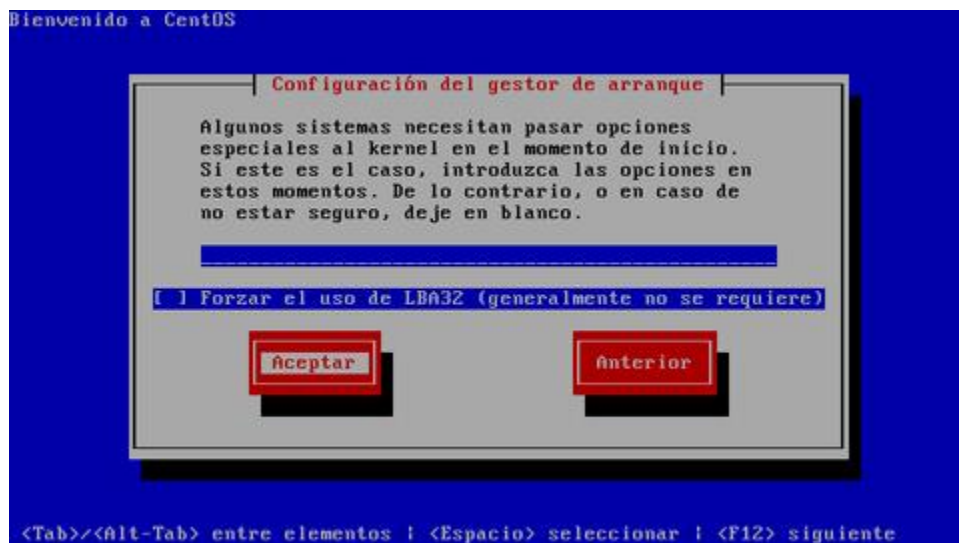 Bienvenido a CentOS
Configuración del gestor de arranque
Algunos sistemas necesitan pasar opciones
especiales al kernel en el momento de inicio.
Si este es el caso, introduzca las opciones en
estos momentos. De lo contrario, o en caso de
no estar seguro, deje en blanco.
[ ] Forzar el uso de LBA32 (generalmente no se requiere)
Aceptar Anterior
<Tab>/<Alt-Tab> entre elementos | <Espacio> seleccionar | <F12> siguiente